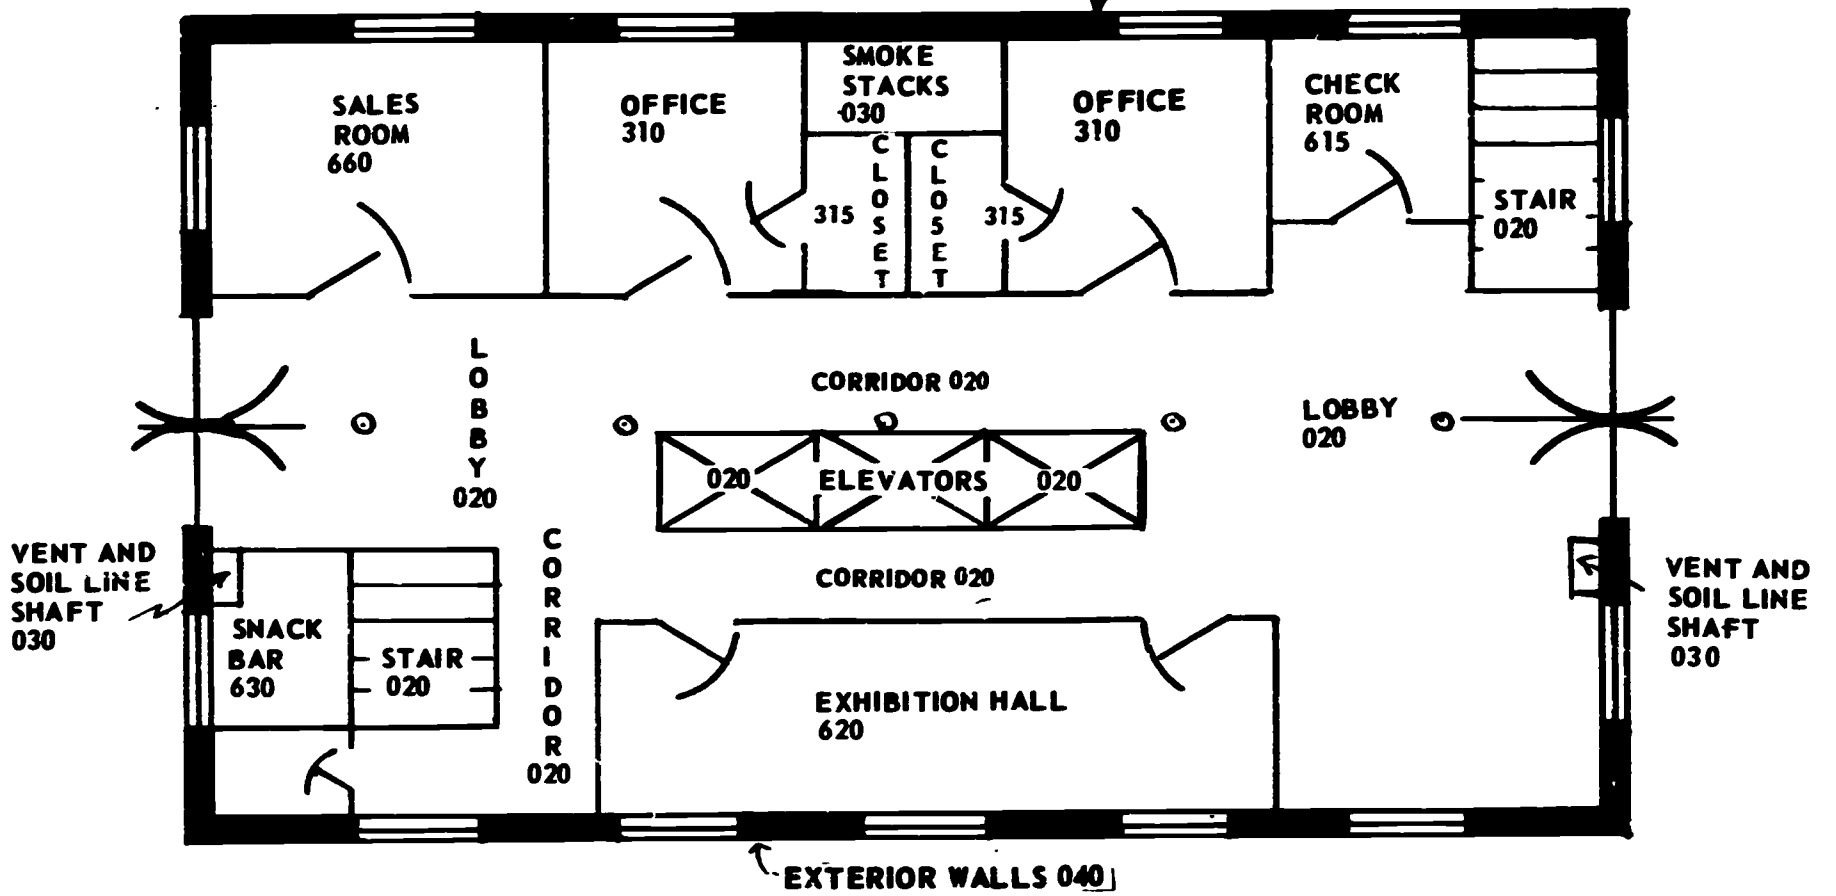 SALES
ROOM
660
OFFICE
310
SMOKE
STACKS
030
CLOSET
315
CLOSET
315
OFFICE
310
CHECK
ROOM
615
STAIR
020
LOBBY
020
CORRIDOR 020
LOBBY
020
020
ELEVATORS
020
VENT AND
SOIL LINE
SHAFT
030
SNACK
BAR
630
STAIR
020
CORRIDOR
020
CORRIDOR 020
EXHIBITION HALL
620
VENT AND
SOIL LINE
SHAFT
030
EXTERIOR WALLS 040